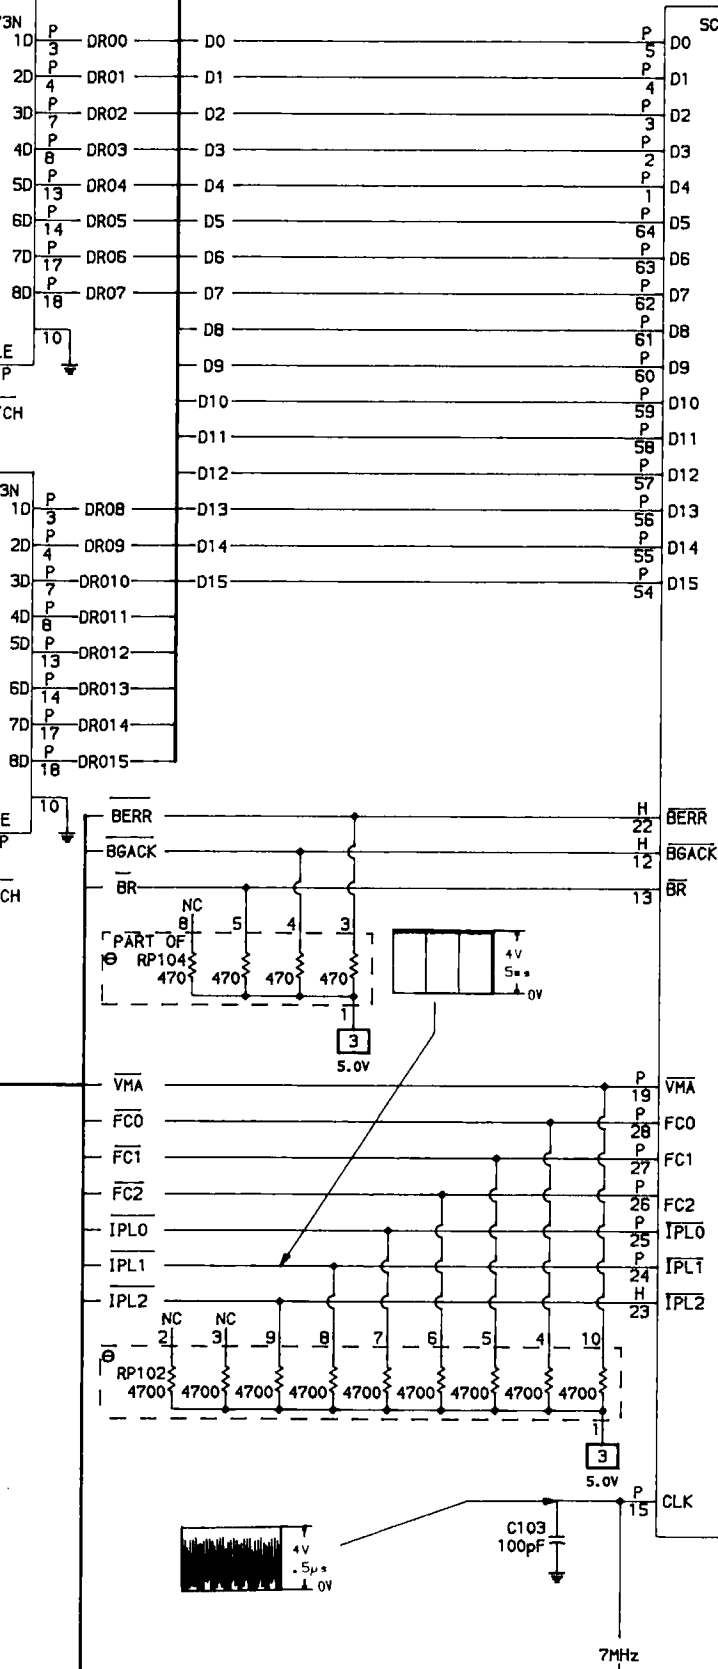 73N SC
1D P 3 DR00 D0 P 5 D0
2D P 4 DR01 D1 P 4 D1
3D P 7 DR02 D2 P 3 D2
4D P 8 DR03 D3 P 2 D3
5D P 13 DR04 D4 P 1 D4
6D P 14 DR05 D5 P 64 D5
7D P 17 DR06 D6 P 63 D6
8D P 18 DR07 D7 P 62 D7
10 D8 P 61 D8
LE
P
D9 P 60 D9
TCH D10 P 59 D10
D11 P 58 D11
D12 P 57 D12
73N
1D P 3 DR08 D13 P 56 D13
2D P 4 DR09 D14 P 55 D14
3D P 7 DR010 D15 P 54 D15
4D P 8 DR011
5D P 13 DR012
6D P 14 DR013
7D P 17 DR014
8D P 18 DR015
10
E
P
CH
BERR H 22 BERR
BGACK H 12 BGACK
BR 13 BR
NC
8 5 4 3
PART OF
RP104
470 470 470 470
1
3
5.0V
4V
5ms
0V
VMA P 19 VMA
FC0 P 28 FC0
FC1 P 27 FC1
FC2 P 26 FC2
IPL0 P 25 IPL0
IPL1 P 24 IPL1
IPL2 H 23 IPL2
NC NC
2 3 9 8 7 6 5 4 10
RP102
4700 4700 4700 4700 4700 4700 4700 4700 4700
1
3
5.0V
P 15 CLK
C103
100pF
4V
.5µs
0V
7MHz